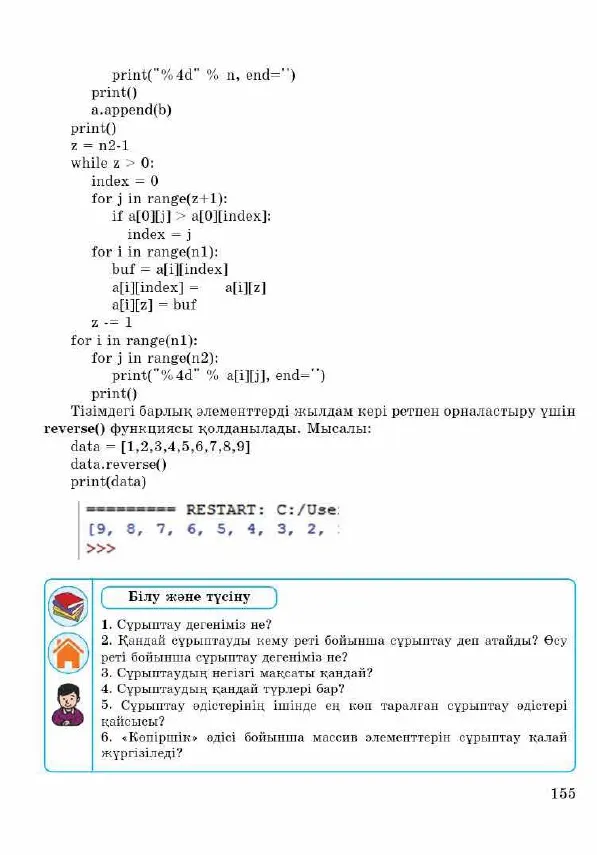 print("%4d" % n, end='')
print()
a.append(b)
print()
z = n2-1
while z > 0:
index = 0
for j in range(z+1):
if a[0][j] > a[0][index]:
index = j
for i in range(n1):
buf = a[i][index]
a[i][index] = a[i][z]
a[i][z] = buf
z -= 1
for i in range(n1):
for j in range(n2):
print("%4d" % a[i][j], end='')
print()
Тізімдегі барлық элементтерді жылдам кері ретпен орналастыру үшін
reverse() функциясы қолданылады. Мысалы:
data = [1,2,3,4,5,6,7,8,9]
data.reverse()
print(data)
========= RESTART: C:/Use
[9, 8, 7, 6, 5, 4, 3, 2,
>>>
Білу және түсіну
1. Сұрыптау дегеніміз не?
2. Қандай сұрыптауды кему реті бойынша сұрыптау деп атайды? Өсу
реті бойынша сұрыптау дегеніміз не?
3. Сұрыптаудың негізгі мақсаты қандай?
4. Сұрыптаудың қандай түрлері бар?
5. Сұрыптау әдістерінің ішінде ең көп таралған сұрыптау әдістері
қайсысы?
6. «Көпіршік» әдісі бойынша массив элементтерін сұрыптау қалай
жүргізіледі?
155